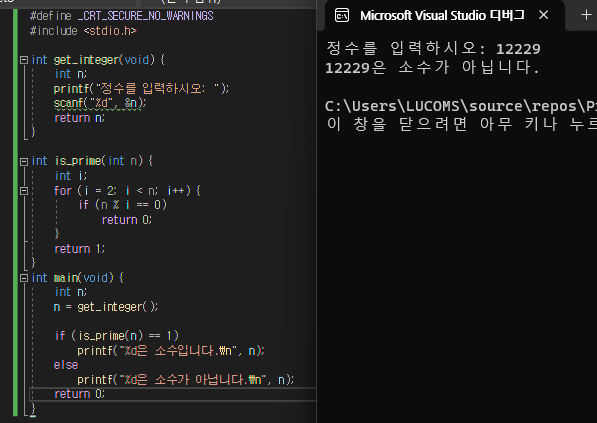 #define _CRT_SECURE_NO_WARNINGS
#include <stdio.h>
int get_integer(void) {
int n;
printf("정수를 입력하시오: ");
scanf("%d", &n);
return n;
}
int is_prime(int n) {
int i;
for (i = 2; i < n; i++) {
if (n % i == 0)
return 0;
}
return 1;
}
int main(void) {
int n;
n = get_integer();
if (is_prime(n) == 1)
printf("%d은 소수입니다.₩n", n);
else
printf("%d은 소수가 아닙니다.₩n", n);
return 0;
}
Microsoft Visual Studio 디버그
정수를 입력하시오: 12229
12229은 소수가 아닙니다.
C:\Users\LUCOMS\source\repos\P
이 창을 닫으려면 아무 키나 누르